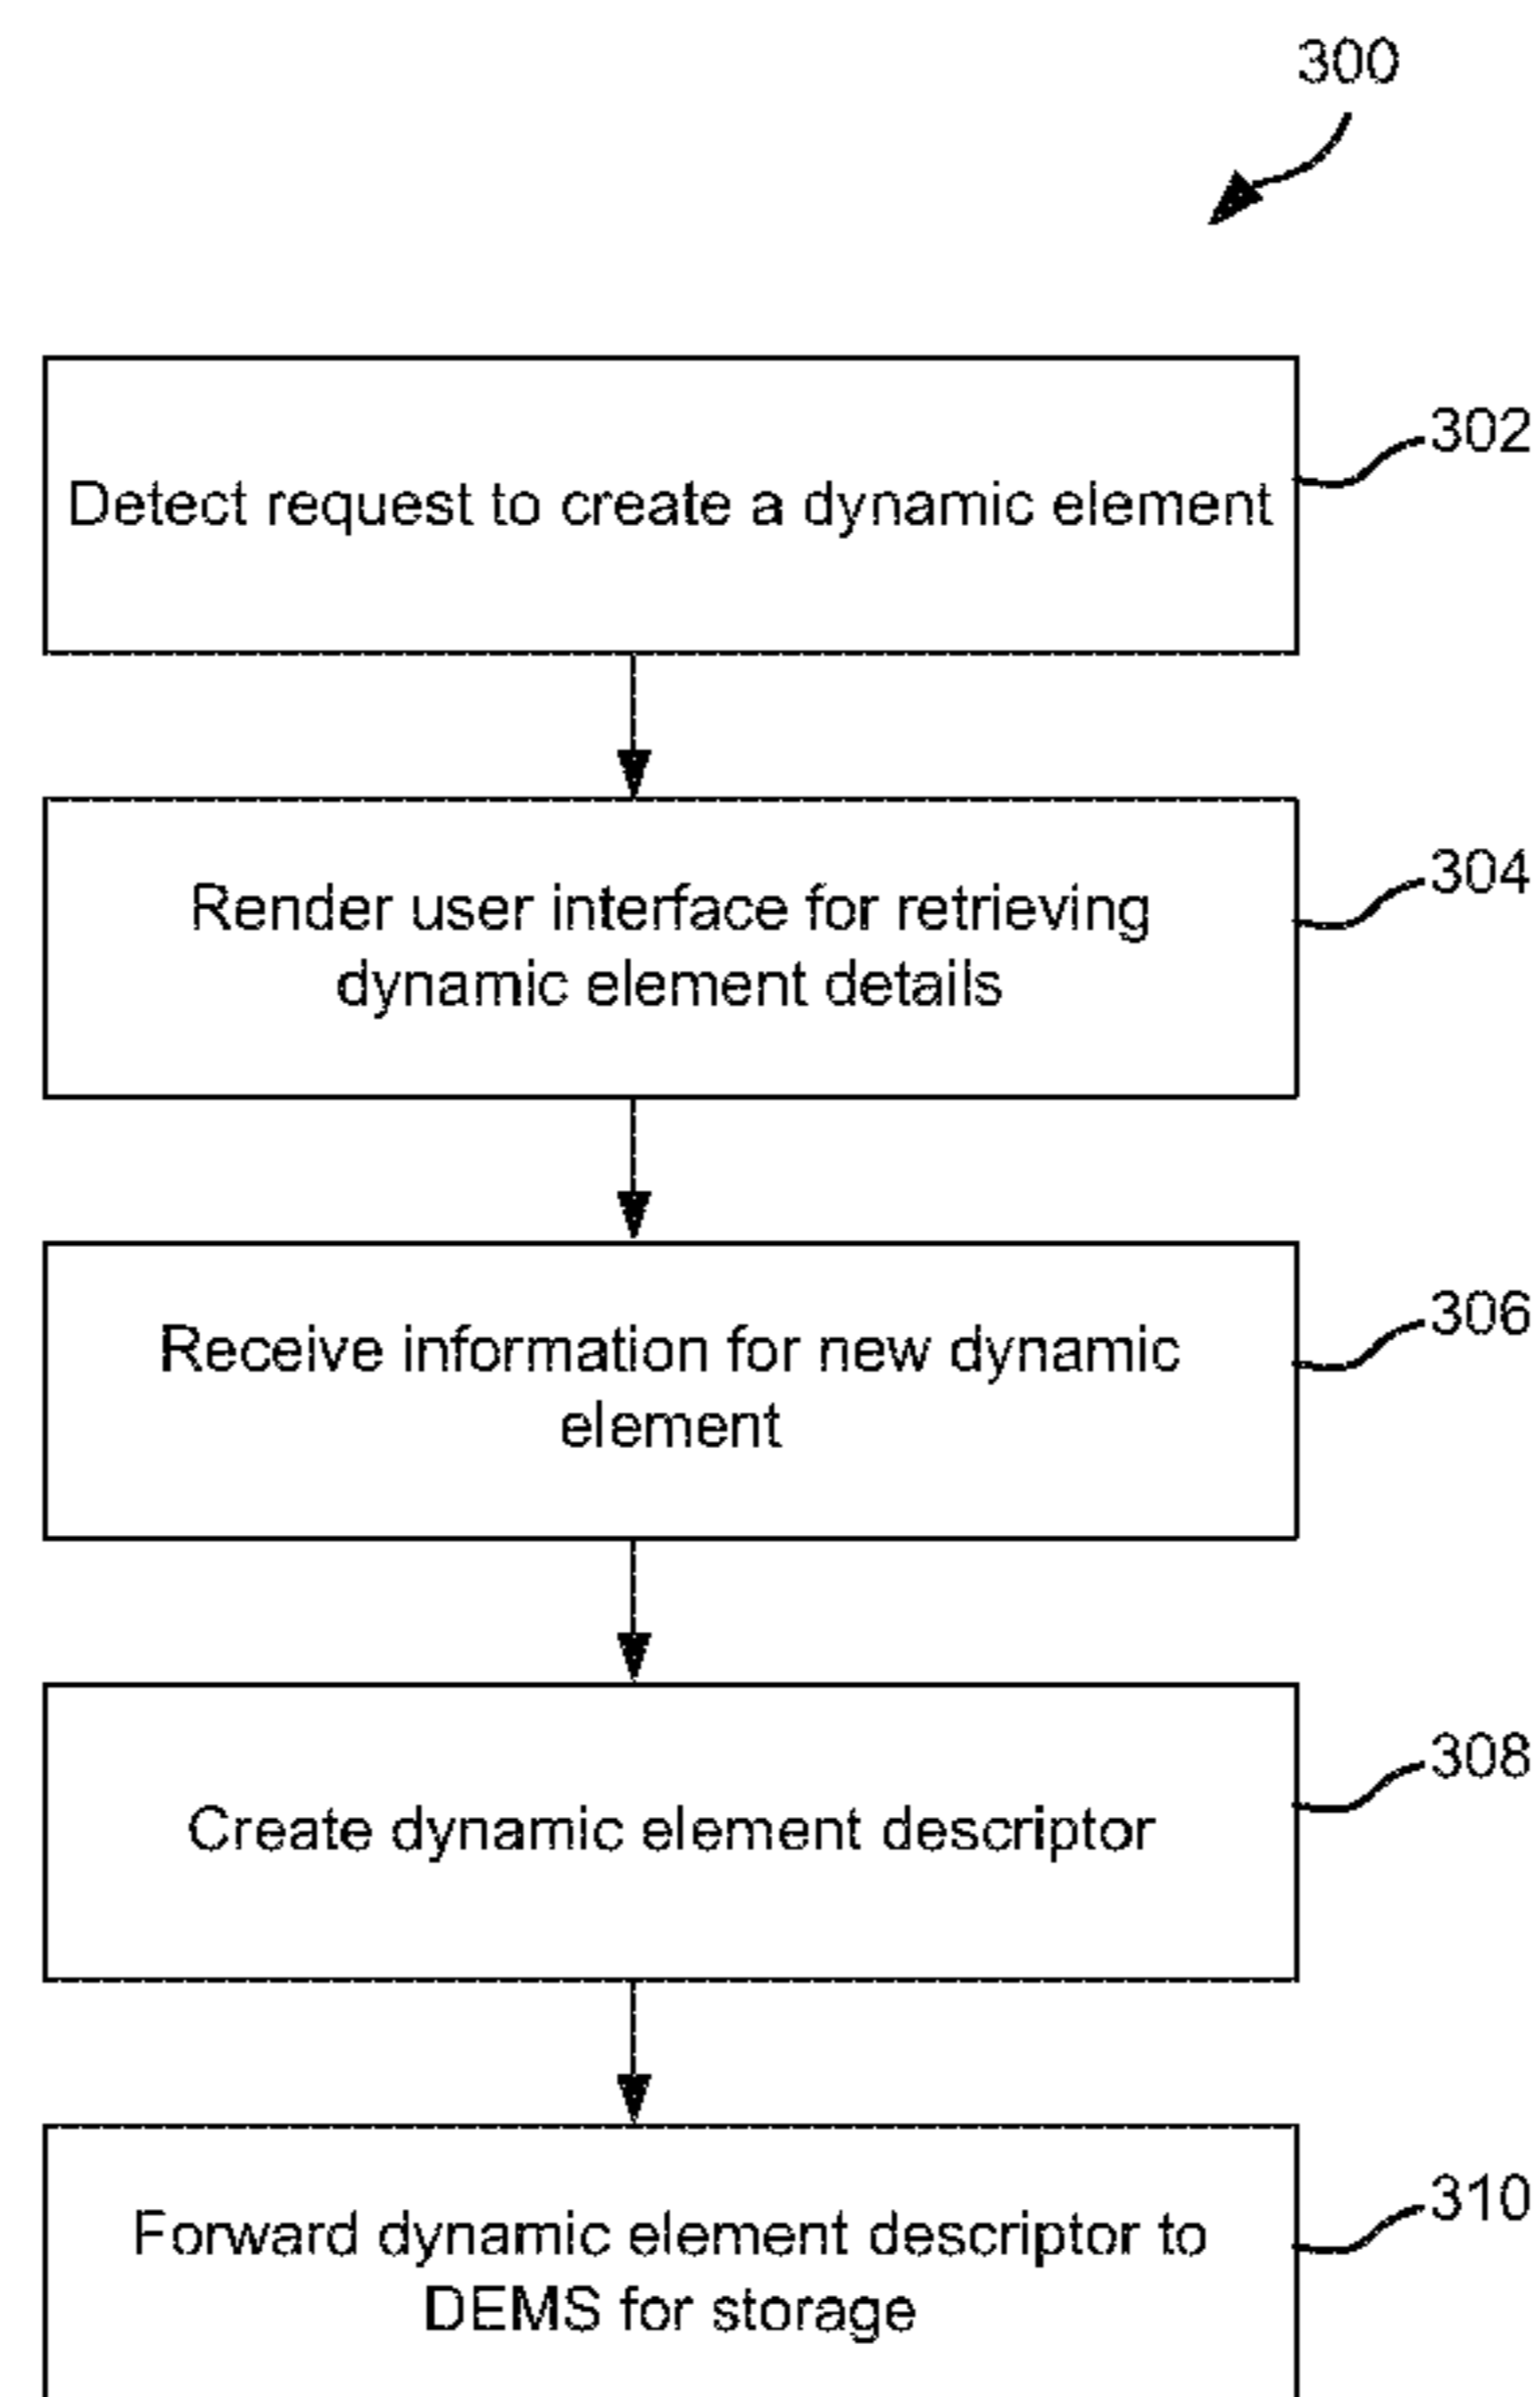 300
Detect request to create a dynamic element
302
Render user interface for retrieving
dynamic element details
304
Receive information for new dynamic
element
306
Create dynamic element descriptor
308
Forward dynamic element descriptor to
DEMS for storage
310